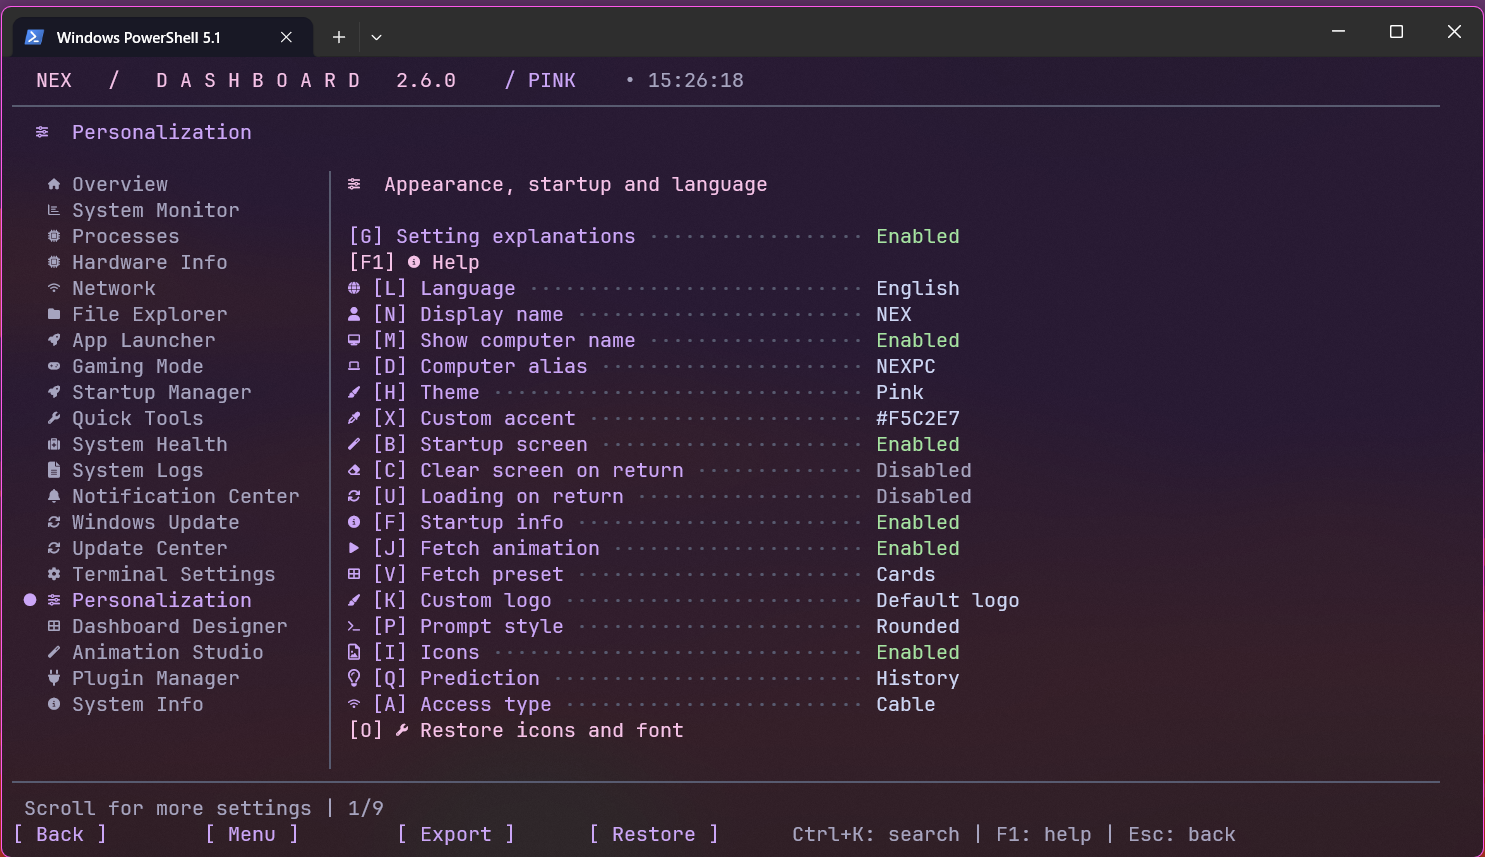 Windows PowerShell 5.1
NEX / D A S H B O A R D 2.6.0 / PINK • 15:26:18
Personalization
Overview
System Monitor
Processes
Hardware Info
Network
File Explorer
App Launcher
Gaming Mode
Startup Manager
Quick Tools
System Health
System Logs
Notification Center
Windows Update
Update Center
Terminal Settings
Personalization
Dashboard Designer
Animation Studio
Plugin Manager
System Info
Appearance, startup and language
[G] Setting explanations ·················· Enabled
[F1] Help
[L] Language ···························· English
[N] Display name ························ NEX
[M] Show computer name ·················· Enabled
[D] Computer alias ······················ NEXPC
[H] Theme ······························· Pink
[X] Custom accent ······················· #F5C2E7
[B] Startup screen ······················ Enabled
[C] Clear screen on return ·············· Disabled
[U] Loading on return ··················· Disabled
[F] Startup info ························ Enabled
[J] Fetch animation ····················· Enabled
[V] Fetch preset ························ Cards
[K] Custom logo ························· Default logo
[P] Prompt style ························ Rounded
[I] Icons ······························· Enabled
[Q] Prediction ·························· History
[A] Access type ························· Cable
[O] Restore icons and font
Scroll for more settings | 1/9
[ Back ] [ Menu ] [ Export ] [ Restore ] Ctrl+K: search | F1: help | Esc: back